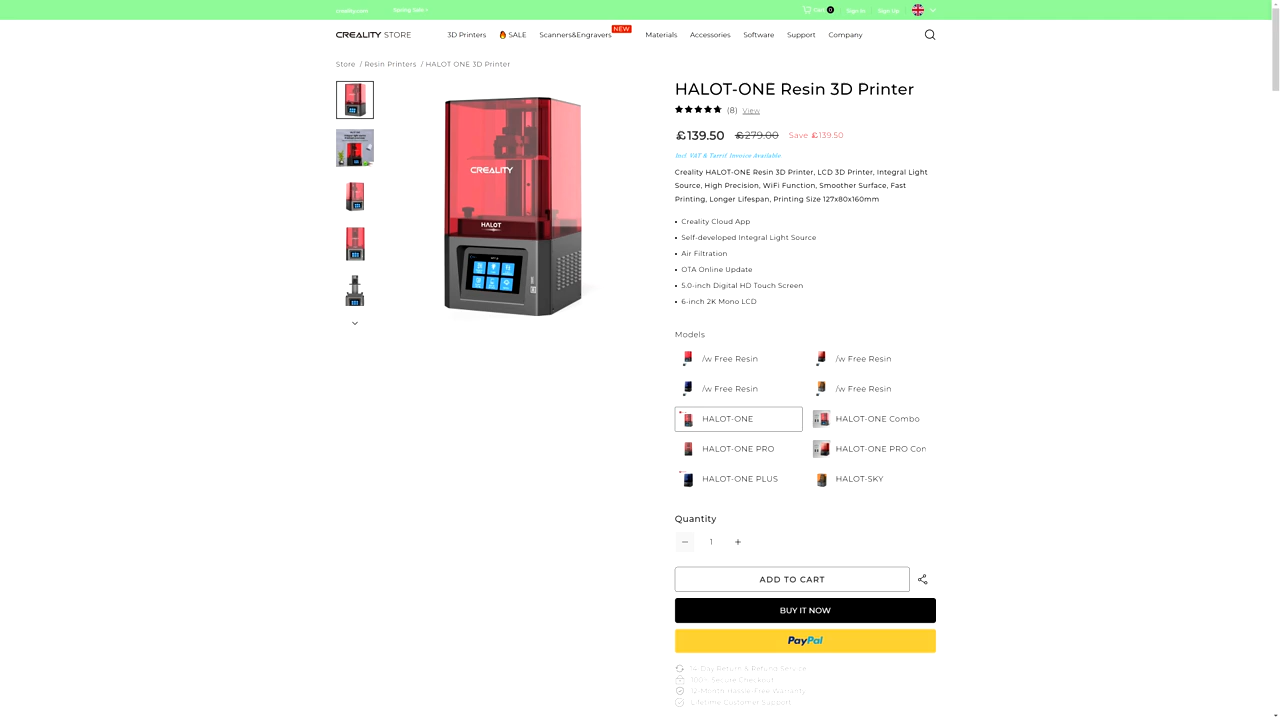 Spring Sale>
Cart 0
Sign In
Sign Up
CREALITY STORE
3D Printers
SALE
Scanners&Engravers
NEW
Materials
Accessories
Software
Support
Company
Store / Resin Printers / HALOT ONE 3D Printer
CREALITY
HALOT
HALOT-ONE Resin 3D Printer
(8) View
£139.50 £279.00 Save £139.50
Incl. VAT & Tarrif. Invoice Available
Creality HALOT-ONE Resin 3D Printer, LCD 3D Printer, Integral Light
Source, High Precision, WiFi Function, Smoother Surface, Fast
Printing, Longer Lifespan, Printing Size 127x80x160mm
• Creality Cloud App
• Self-developed Integral Light Source
• Air Filtration
• OTA Online Update
• 5.0-inch Digital HD Touch Screen
• 6-inch 2K Mono LCD
Models
/w Free Resin
/w Free Resin
/w Free Resin
/w Free Resin
HALOT-ONE
HALOT-ONE Combo
HALOT-ONE PRO
HALOT-ONE PRO Con
HALOT-ONE PLUS
HALOT-SKY
Quantity
− 1 +
ADD TO CART
BUY IT NOW
PayPal
14-Day Return & Refund Service
100% Secure Checkout
12-Month Hassle-Free Warranty
Lifetime Customer Support